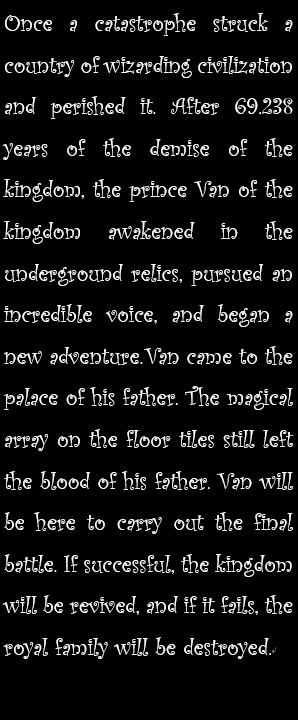 Once a catastrophe struck a
country of wizarding civilization
and perished it. After 69.238
years of the demise of the
kingdom, the prince Van of the
kingdom awakened in the
underground relics, pursued an
incredible voice, and began a
new adventure.Van came to the
palace of his father. The magical
array on the floor tiles still left
the blood of his father. Van will
be here to carry out the final
battle. If successful, the kingdom
will be revived, and if it fails, the
royal family will be destroyed.